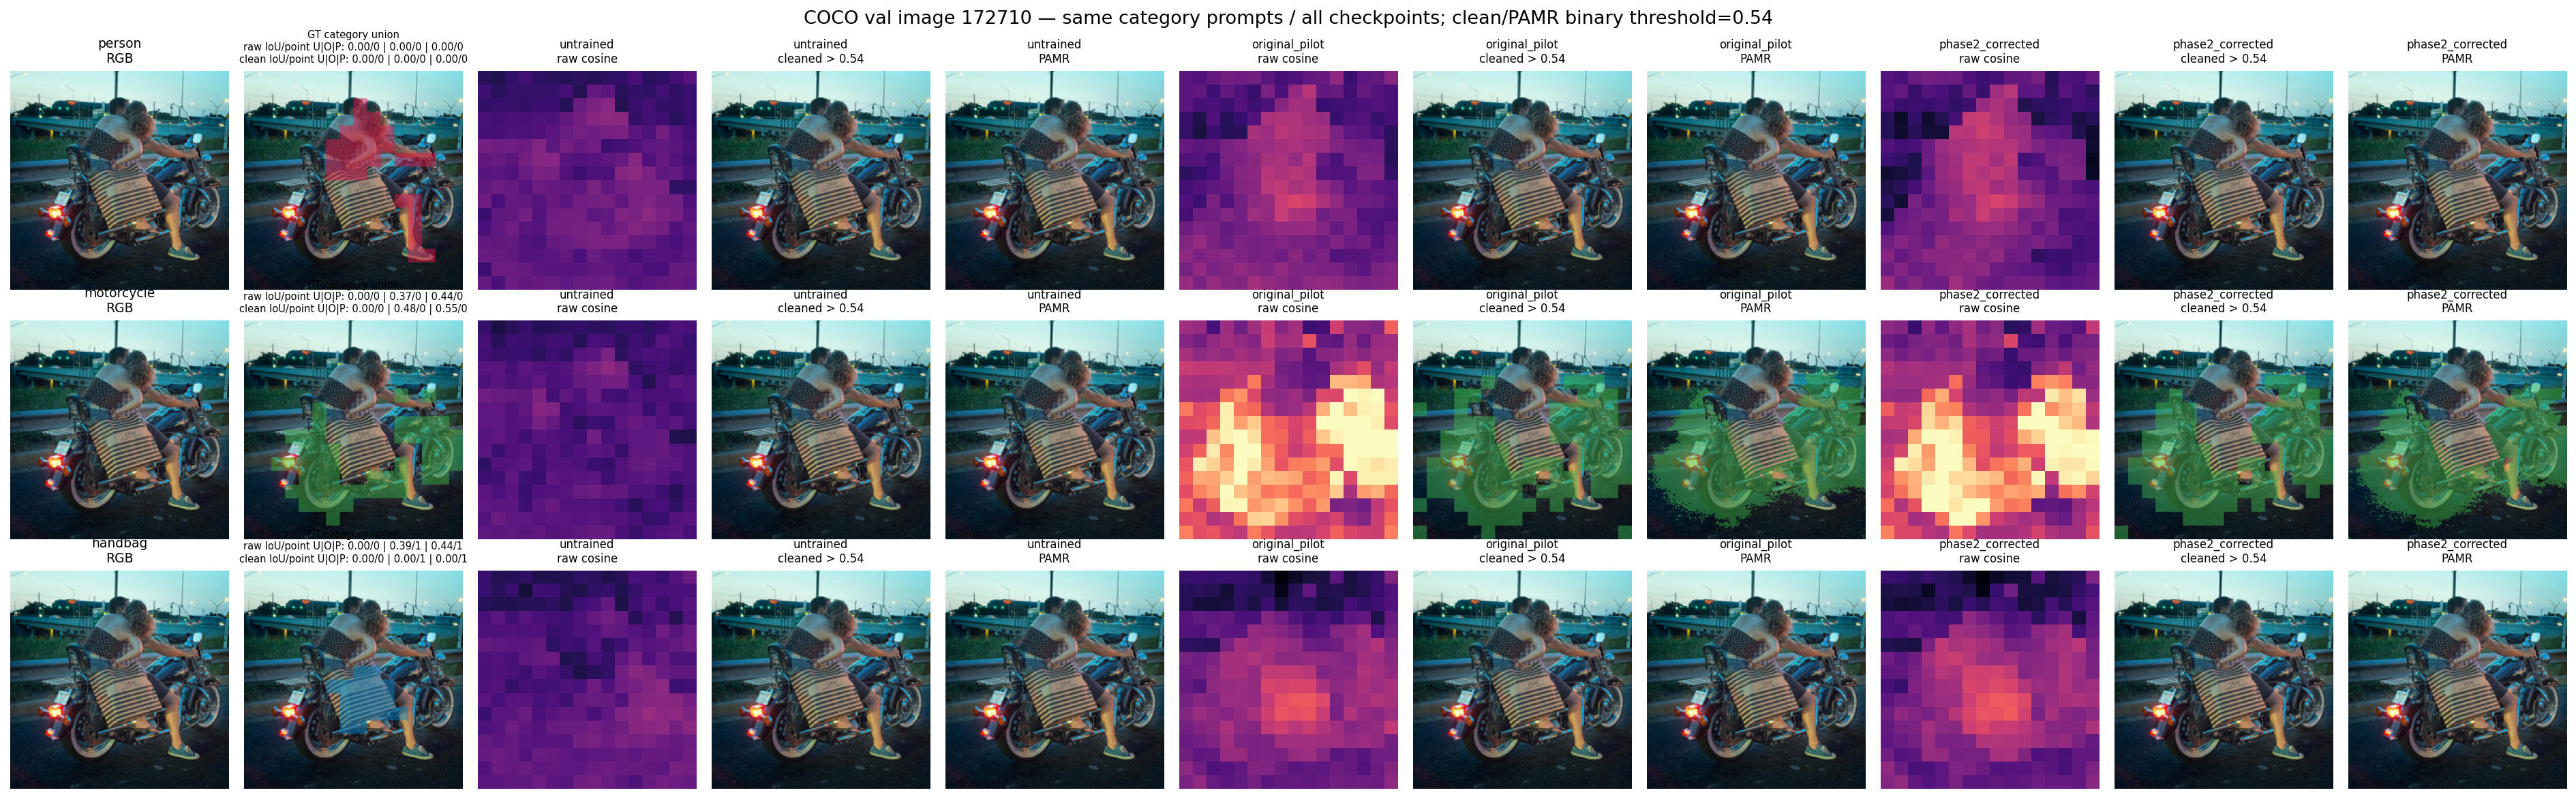 COCO val image 172710 — same category prompts / all checkpoints; clean/PAMR binary threshold=0.54
person
RGB
GT category union
raw IoU/point U|O|P: 0.00/0 | 0.00/0 | 0.00/0
clean IoU/point U|O|P: 0.00/0 | 0.00/0 | 0.00/0
untrained
raw cosine
untrained
cleaned > 0.54
untrained
PAMR
original_pilot
raw cosine
original_pilot
cleaned > 0.54
original_pilot
PAMR
phase2_corrected
raw cosine
phase2_corrected
cleaned > 0.54
phase2_corrected
PAMR
motorcycle
RGB
GT category union
raw IoU/point U|O|P: 0.00/0 | 0.37/0 | 0.44/0
clean IoU/point U|O|P: 0.00/0 | 0.48/0 | 0.55/0
untrained
raw cosine
untrained
cleaned > 0.54
untrained
PAMR
original_pilot
raw cosine
original_pilot
cleaned > 0.54
original_pilot
PAMR
phase2_corrected
raw cosine
phase2_corrected
cleaned > 0.54
phase2_corrected
PAMR
handbag
RGB
GT category union
raw IoU/point U|O|P: 0.00/0 | 0.39/1 | 0.44/1
clean IoU/point U|O|P: 0.00/0 | 0.00/1 | 0.00/1
untrained
raw cosine
untrained
cleaned > 0.54
untrained
PAMR
original_pilot
raw cosine
original_pilot
cleaned > 0.54
original_pilot
PAMR
phase2_corrected
raw cosine
phase2_corrected
cleaned > 0.54
phase2_corrected
PAMR